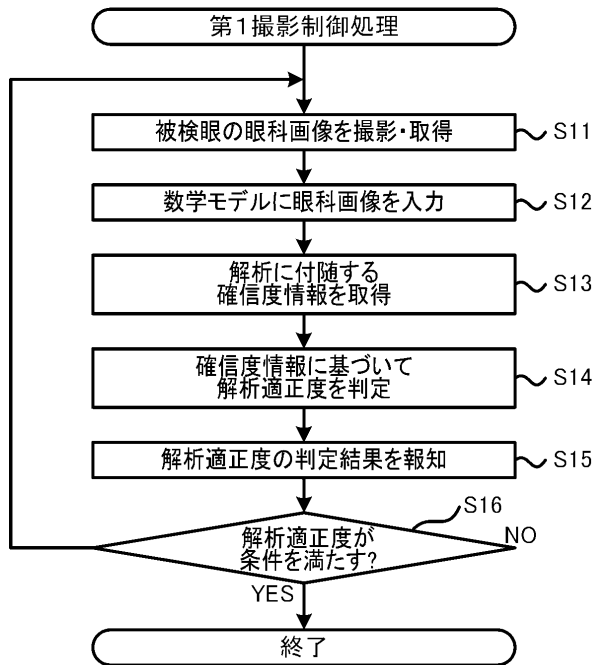 第1撮影制御処理
被検眼の眼科画像を撮影・取得
S11
数学モデルに眼科画像を入力
S12
解析に付随する
確信度情報を取得
S13
確信度情報に基づいて
解析適正度を判定
S14
解析適正度の判定結果を報知
S15
S16
解析適正度が
条件を満たす?
NO
YES
終了